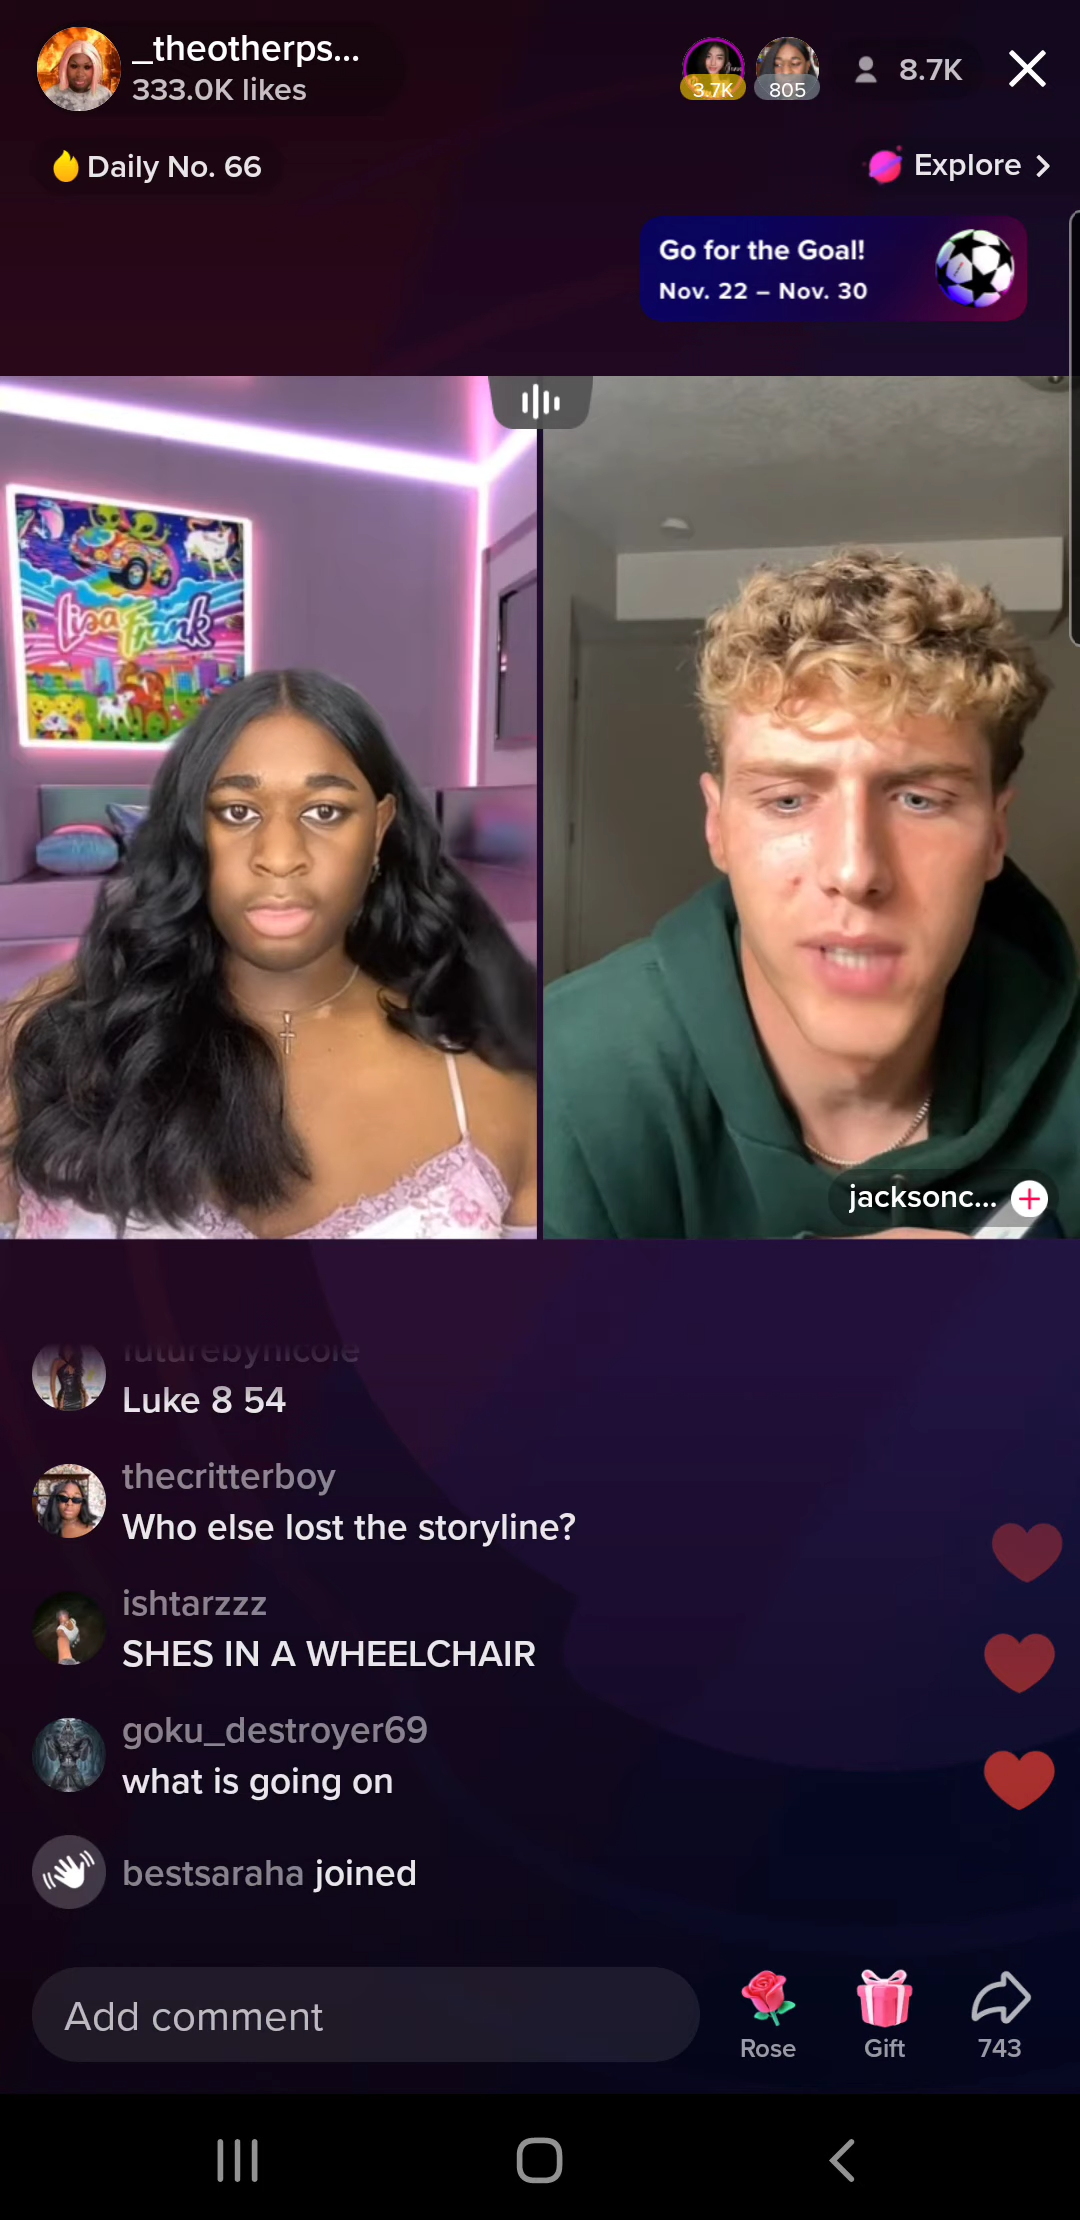 _theotherps...
333.0K likes
3.7K
805
8.7K
Daily No. 66
Explore >
Go for the Goal!
Nov. 22 – Nov. 30
Lisa Frank
jacksonc...
futurebynicole
Luke 8 54
thecritterboy
Who else lost the storyline?
ishtarzzz
SHES IN A WHEELCHAIR
goku_destroyer69
what is going on
bestsaraha joined
Add comment
Rose
Gift
743